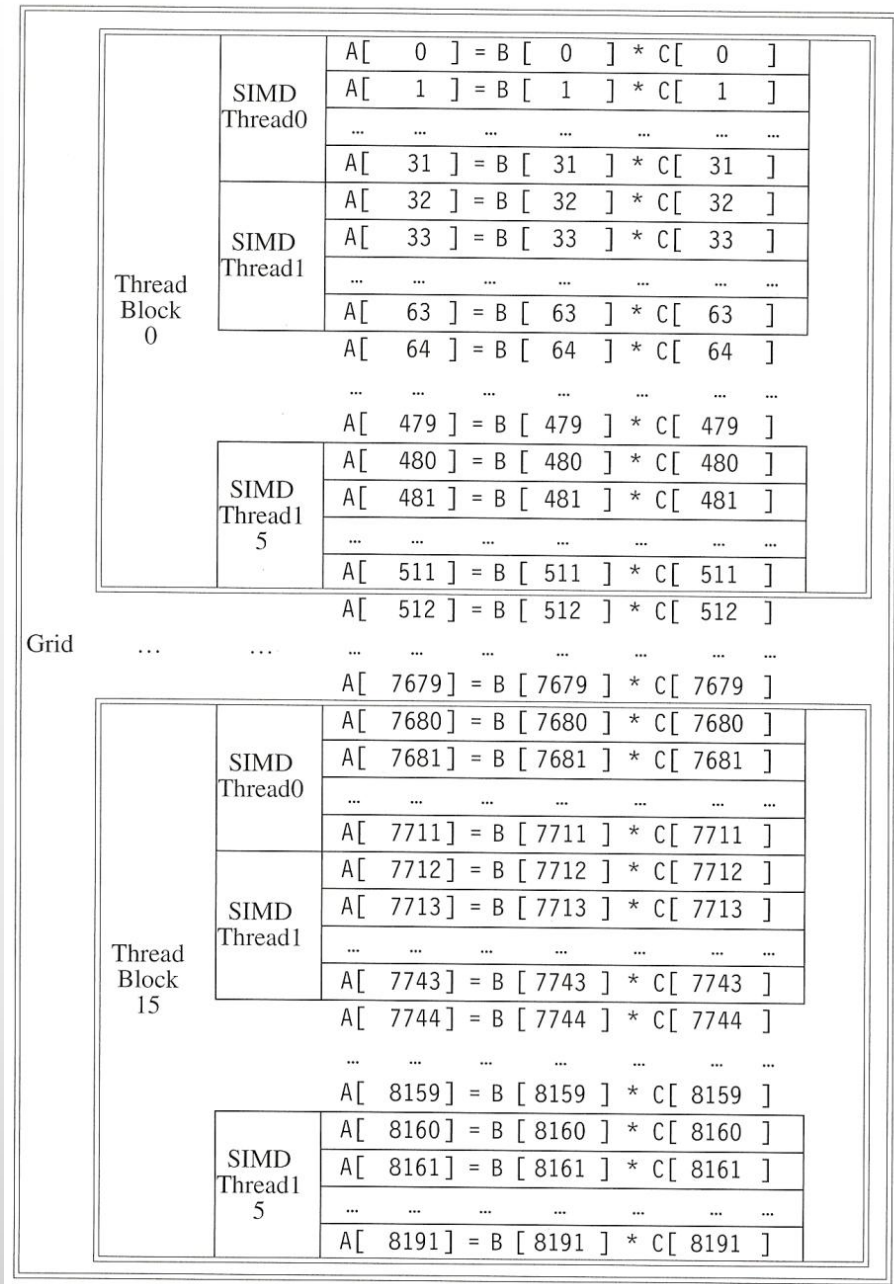 A[ 0 ] = B [ 0 ] * C[ 0 ]
SIMD
Thread0
A[ 1 ] = B [ 1 ] * C[ 1 ]
... ... ... ... ... ... ...
A[ 31 ] = B [ 31 ] * C[ 31 ]
A[ 32 ] = B [ 32 ] * C[ 32 ]
SIMD
Thread1
A[ 33 ] = B [ 33 ] * C[ 33 ]
... ... ... ... ... ... ...
Thread
Block
0
A[ 63 ] = B [ 63 ] * C[ 63 ]
A[ 64 ] = B [ 64 ] * C[ 64 ]
... ... ... ... ... ... ...
A[ 479 ] = B [ 479 ] * C[ 479 ]
A[ 480 ] = B [ 480 ] * C[ 480 ]
SIMD
Thread1
5
A[ 481 ] = B [ 481 ] * C[ 481 ]
... ... ... ... ... ... ...
A[ 511 ] = B [ 511 ] * C[ 511 ]
A[ 512 ] = B [ 512 ] * C[ 512 ]
Grid ... ... ... ... ... ... ... ... ...
A[ 7679] = B [ 7679 ] * C[ 7679 ]
A[ 7680] = B [ 7680 ] * C[ 7680 ]
SIMD
Thread0
A[ 7681] = B [ 7681 ] * C[ 7681 ]
... ... ... ... ... ... ...
A[ 7711] = B [ 7711 ] * C[ 7711 ]
A[ 7712] = B [ 7712 ] * C[ 7712 ]
SIMD
Thread1
A[ 7713] = B [ 7713 ] * C[ 7713 ]
... ... ... ... ... ... ...
Thread
Block
15
A[ 7743] = B [ 7743 ] * C[ 7743 ]
A[ 7744] = B [ 7744 ] * C[ 7744 ]
... ... ... ... ... ... ...
A[ 8159] = B [ 8159 ] * C[ 8159 ]
A[ 8160] = B [ 8160 ] * C[ 8160 ]
SIMD
Thread1
5
A[ 8161] = B [ 8161 ] * C[ 8161 ]
... ... ... ... ... ... ...
A[ 8191] = B [ 8191 ] * C[ 8191 ]